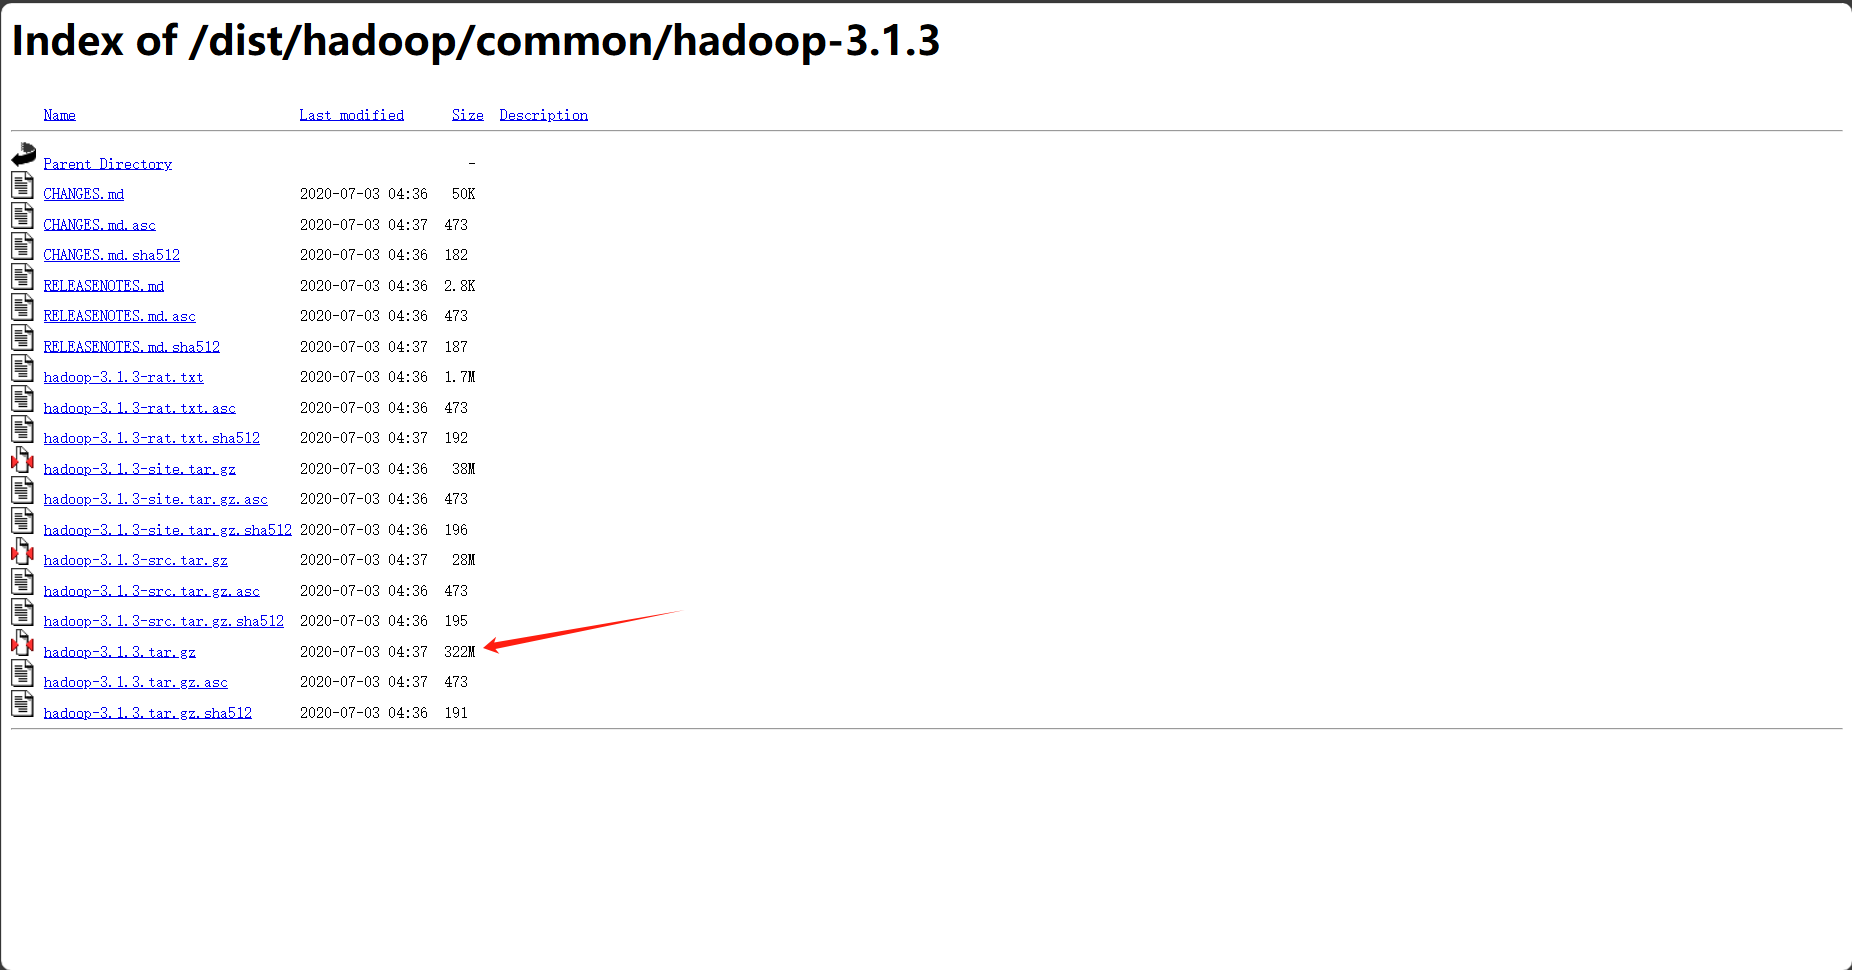 Index of /dist/hadoop/common/hadoop-3.1.3
Name Last modified Size Description
Parent Directory -
CHANGES.md 2020-07-03 04:36 50K
CHANGES.md.asc 2020-07-03 04:37 473
CHANGES.md.sha512 2020-07-03 04:36 182
RELEASENOTES.md 2020-07-03 04:36 2.8K
RELEASENOTES.md.asc 2020-07-03 04:36 473
RELEASENOTES.md.sha512 2020-07-03 04:37 187
hadoop-3.1.3-rat.txt 2020-07-03 04:36 1.7M
hadoop-3.1.3-rat.txt.asc 2020-07-03 04:36 473
hadoop-3.1.3-rat.txt.sha512 2020-07-03 04:37 192
hadoop-3.1.3-site.tar.gz 2020-07-03 04:36 38M
hadoop-3.1.3-site.tar.gz.asc 2020-07-03 04:36 473
hadoop-3.1.3-site.tar.gz.sha512 2020-07-03 04:36 196
hadoop-3.1.3-src.tar.gz 2020-07-03 04:37 28M
hadoop-3.1.3-src.tar.gz.asc 2020-07-03 04:36 473
hadoop-3.1.3-src.tar.gz.sha512 2020-07-03 04:36 195
hadoop-3.1.3.tar.gz 2020-07-03 04:37 322M
hadoop-3.1.3.tar.gz.asc 2020-07-03 04:37 473
hadoop-3.1.3.tar.gz.sha512 2020-07-03 04:36 191